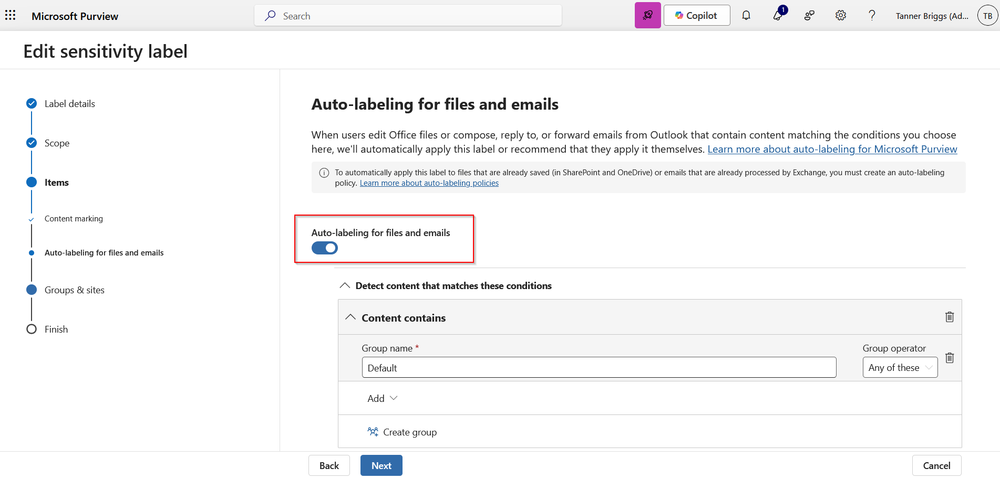 Microsoft Purview
Search
Copilot
1
Tanner Briggs (Ad...
TB
Edit sensitivity label
Label details
Scope
Items
Content marking
Auto-labeling for files and emails
Groups & sites
Finish
Auto-labeling for files and emails
When users edit Office files or compose, reply to, or forward emails from Outlook that contain content matching the conditions you choose
here, we'll automatically apply this label or recommend that they apply it themselves. Learn more about auto-labeling for Microsoft Purview
To automatically apply this label to files that are already saved (in SharePoint and OneDrive) or emails that are already processed by Exchange, you must create an auto-labeling
policy. Learn more about auto-labeling policies
Auto-labeling for files and emails
Detect content that matches these conditions
Content contains
Group name *
Group operator
Default
Any of these
Add
Create group
Back
Next
Cancel